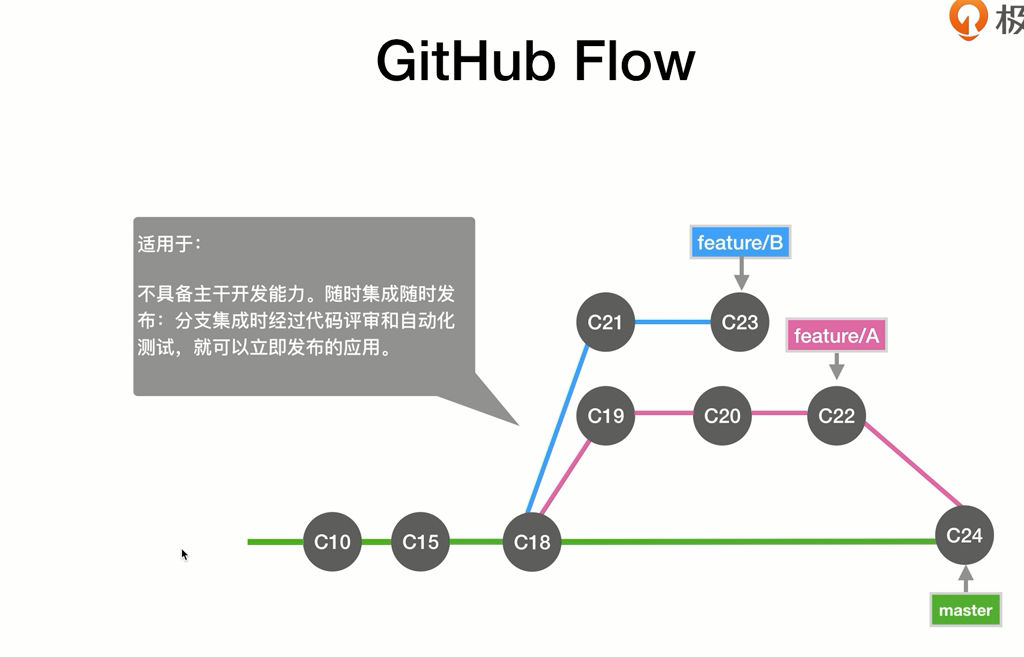 极
GitHub Flow
适用于：
不具备主干开发能力。随时集成随时发
布：分支集成时经过代码评审和自动化
测试，就可以立即发布的应用。
feature/B
C21
C23
feature/A
C19
C20
C22
C10
C15
C18
C24
master